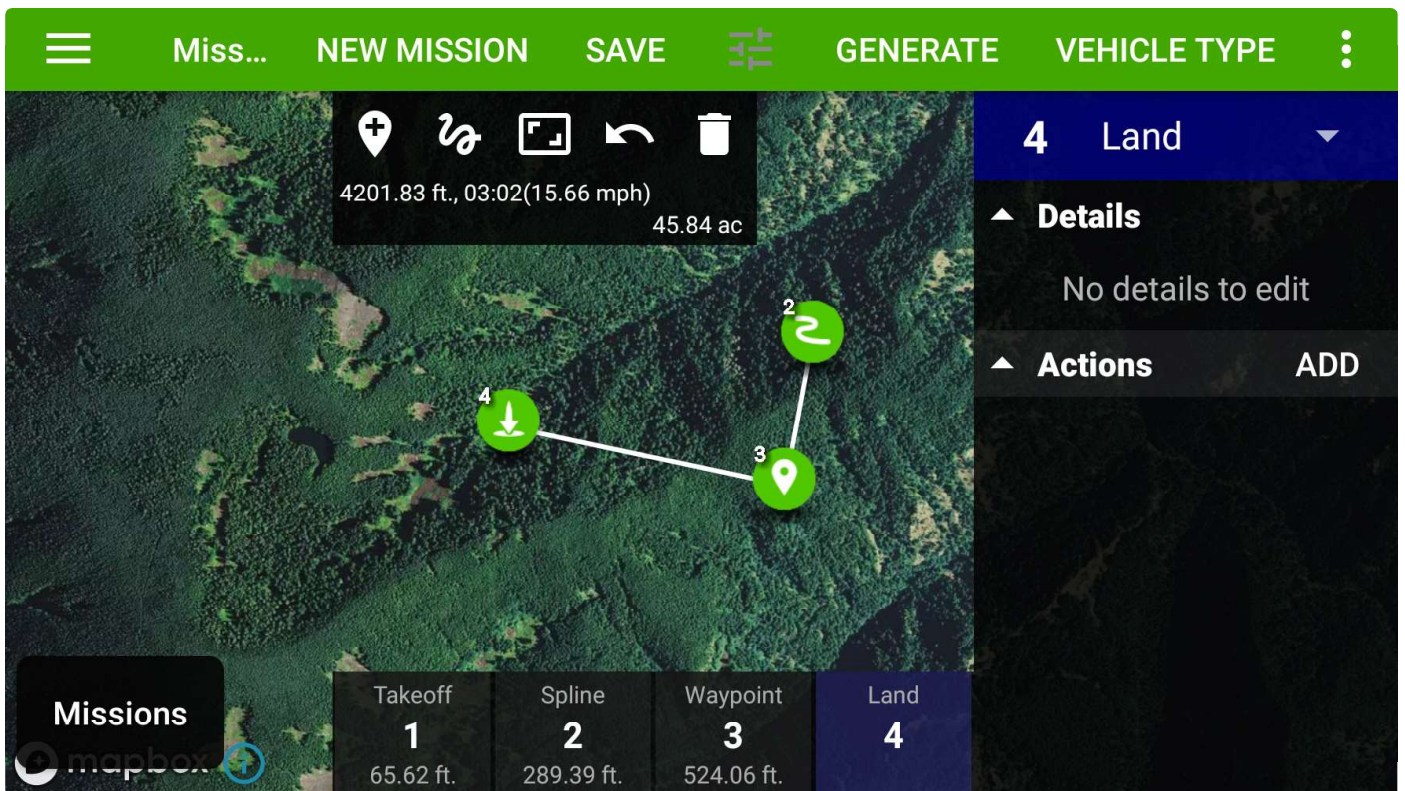 Miss... NEW MISSION SAVE GENERATE VEHICLE TYPE
4201.83 ft., 03:02(15.66 mph)
45.84 ac
4 Land
Details
No details to edit
Actions ADD
2
4
3
Takeoff
1
65.62 ft.
Spline
2
289.39 ft.
Waypoint
3
524.06 ft.
Land
4
Missions
mapbox